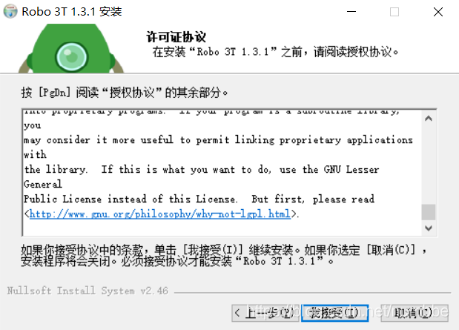 Robo 3T 1.3.1 安装
许可证协议
在安装“Robo 3T 1.3.1”之前，请阅读授权协议。
按 [PgDn] 阅读“授权协议”的其余部分。
into proprietary programs.  If your program is a subroutine library,
you
may consider it more useful to permit linking proprietary applications
with
the library.  If this is what you want to do, use the GNU Lesser
General
Public License instead of this License.  But first, please read
<http://www.gnu.org/philosophy/why-not-lgpl.html>.
如果你接受协议中的条款，单击 [我接受(I)] 继续安装。如果你选定 [取消(C)] ，
安装程序将会关闭。必须接受协议才能安装“Robo 3T 1.3.1”。
Nullsoft Install System v2.46
< 上一步(P)
我接受(I)
取消(C)